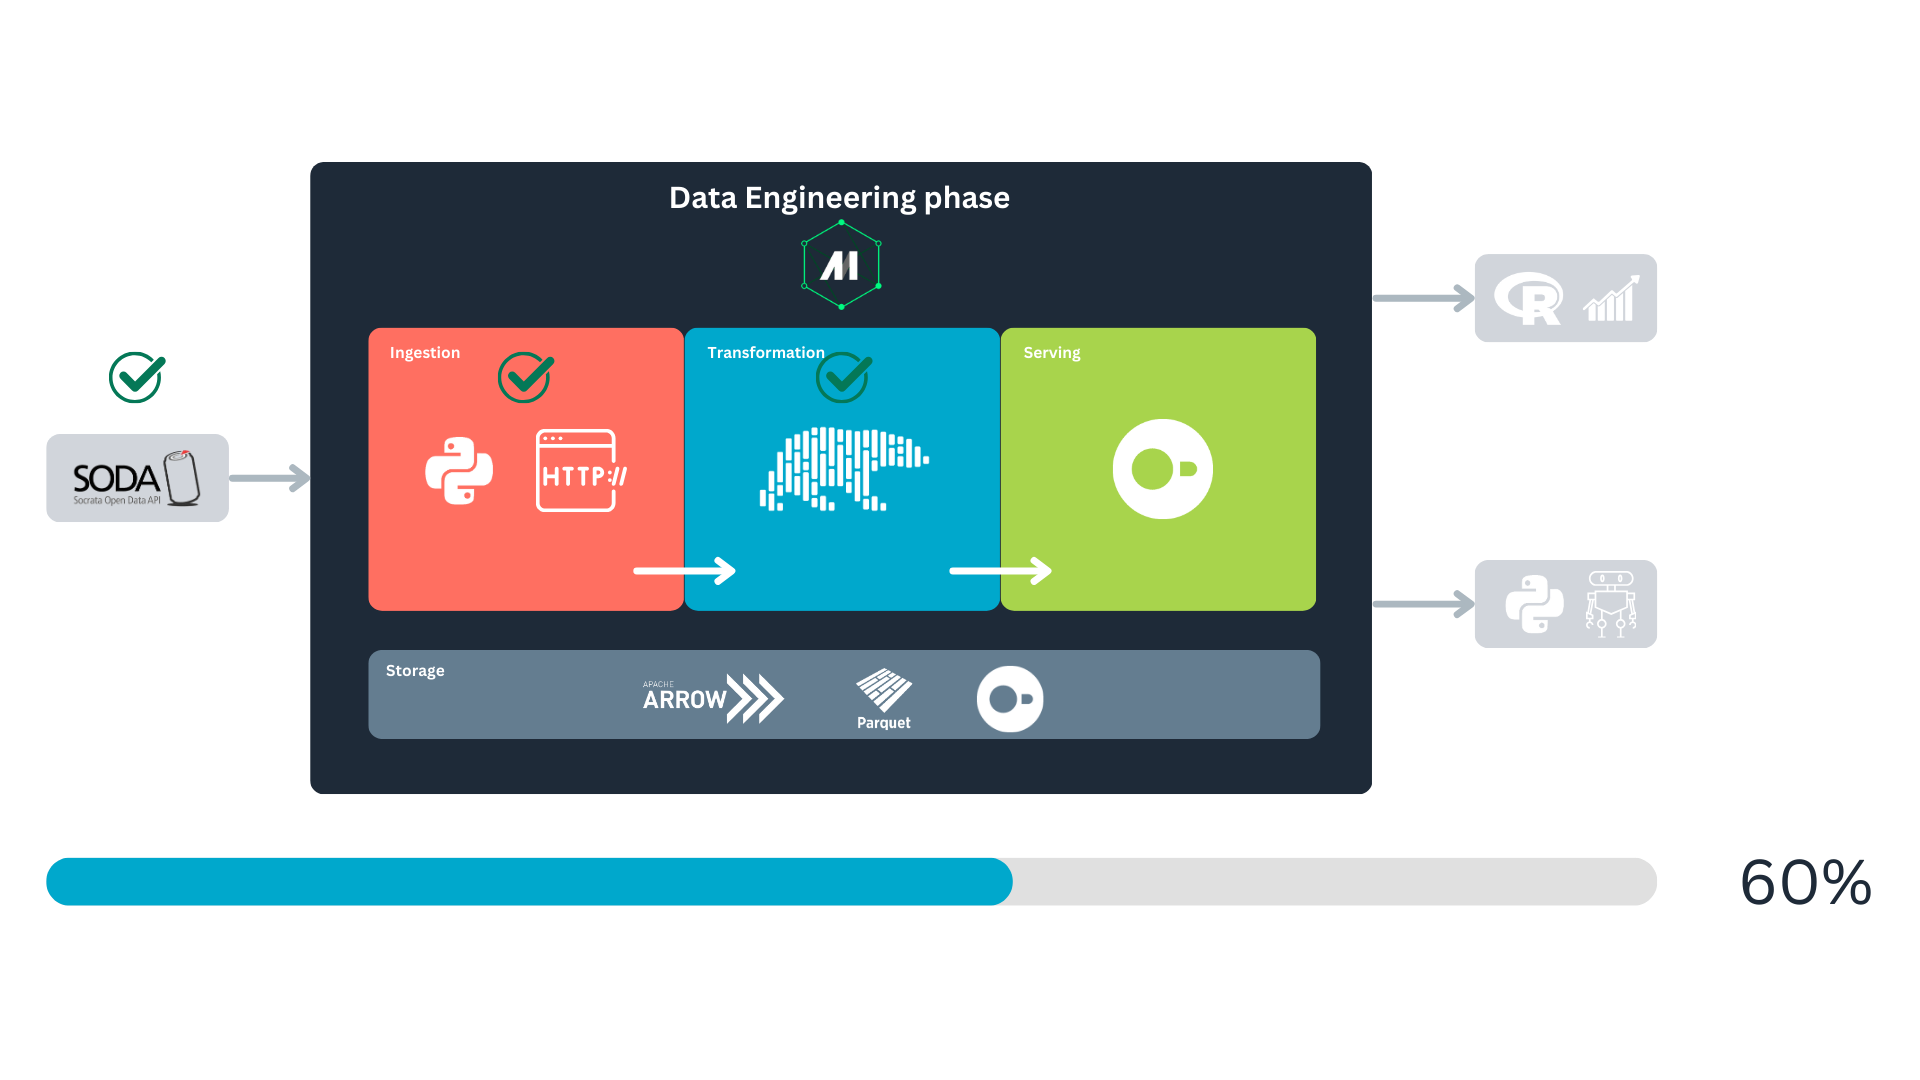 Data Engineering phase
Ingestion
Transformation
Serving
HTTP://
SODA
Socrata Open Data API
R
Storage
APACHE
ARROW
Parquet
60%